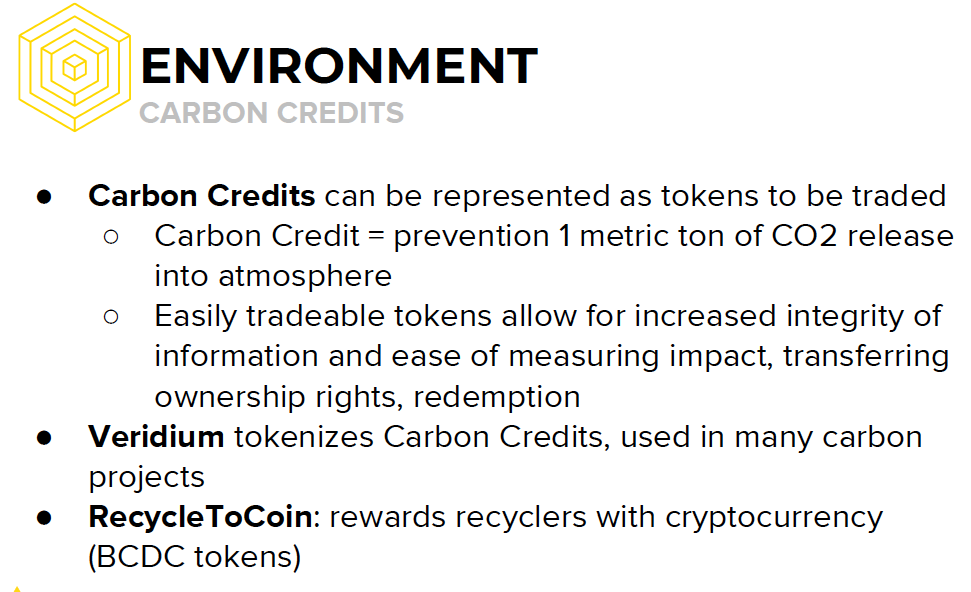 ENVIRONMENT
CARBON CREDITS
● Carbon Credits can be represented as tokens to be traded
○ Carbon Credit = prevention 1 metric ton of CO2 release
into atmosphere
○ Easily tradeable tokens allow for increased integrity of
information and ease of measuring impact, transferring
ownership rights, redemption
● Veridium tokenizes Carbon Credits, used in many carbon
projects
● RecycleToCoin: rewards recyclers with cryptocurrency
(BCDC tokens)